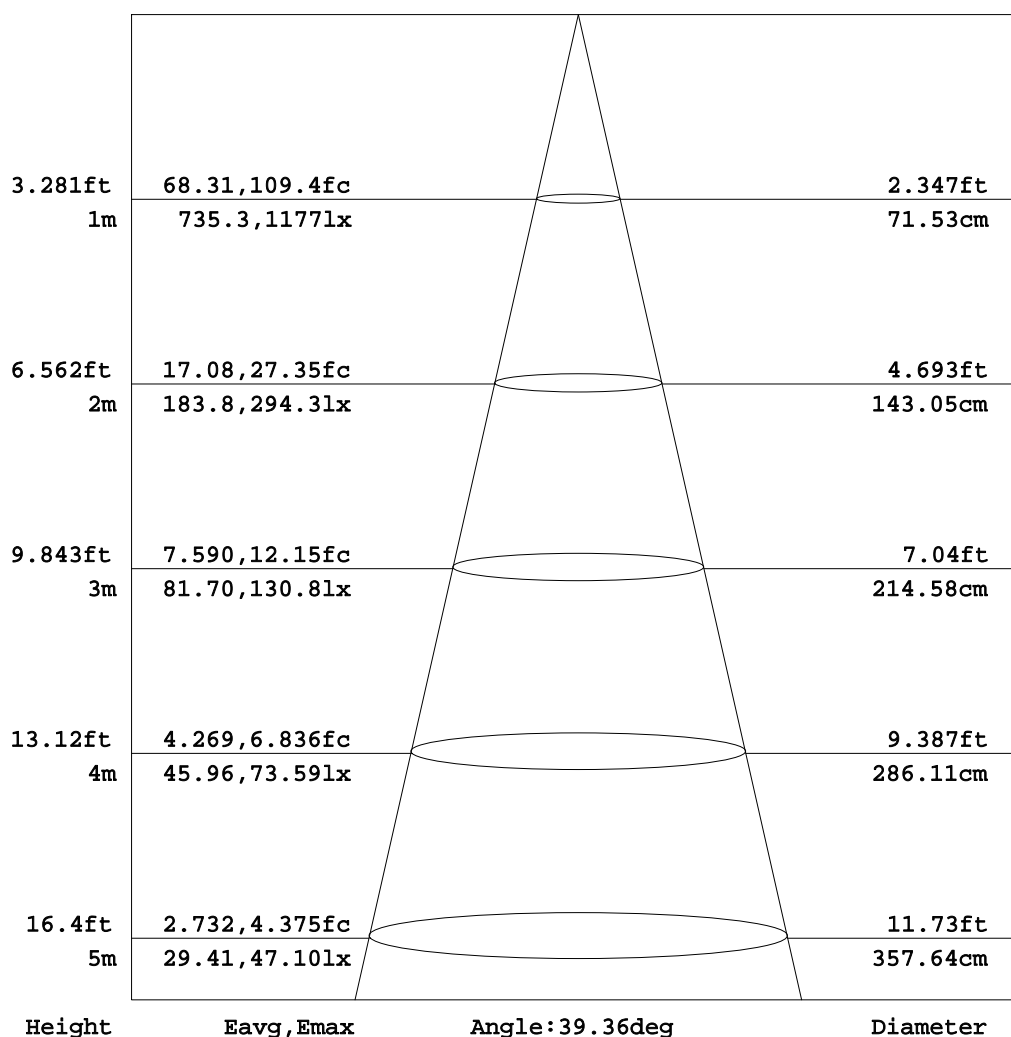 3.281ft 68.31,109.4fc 2.347ft
1m 735.3,1177lx 71.53cm
6.562ft 17.08,27.35fc 4.693ft
2m 183.8,294.3lx 143.05cm
9.843ft 7.590,12.15fc 7.04ft
3m 81.70,130.8lx 214.58cm
13.12ft 4.269,6.836fc 9.387ft
4m 45.96,73.59lx 286.11cm
16.4ft 2.732,4.375fc 11.73ft
5m 29.41,47.10lx 357.64cm
Height Eavg,Emax Angle:39.36deg Diameter